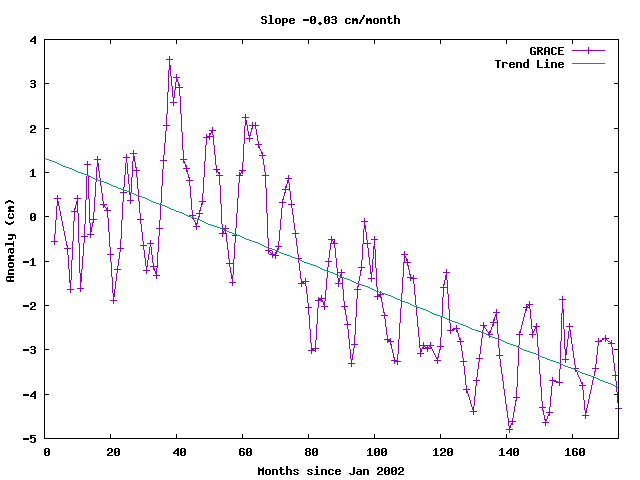 Slope -0.03 cm/month
GRACE
Trend Line
4
3
2
1
0
-1
-2
-3
-4
-5
Anomaly (cm)
0 20 40 60 80 100 120 140 160
Months since Jan 2002